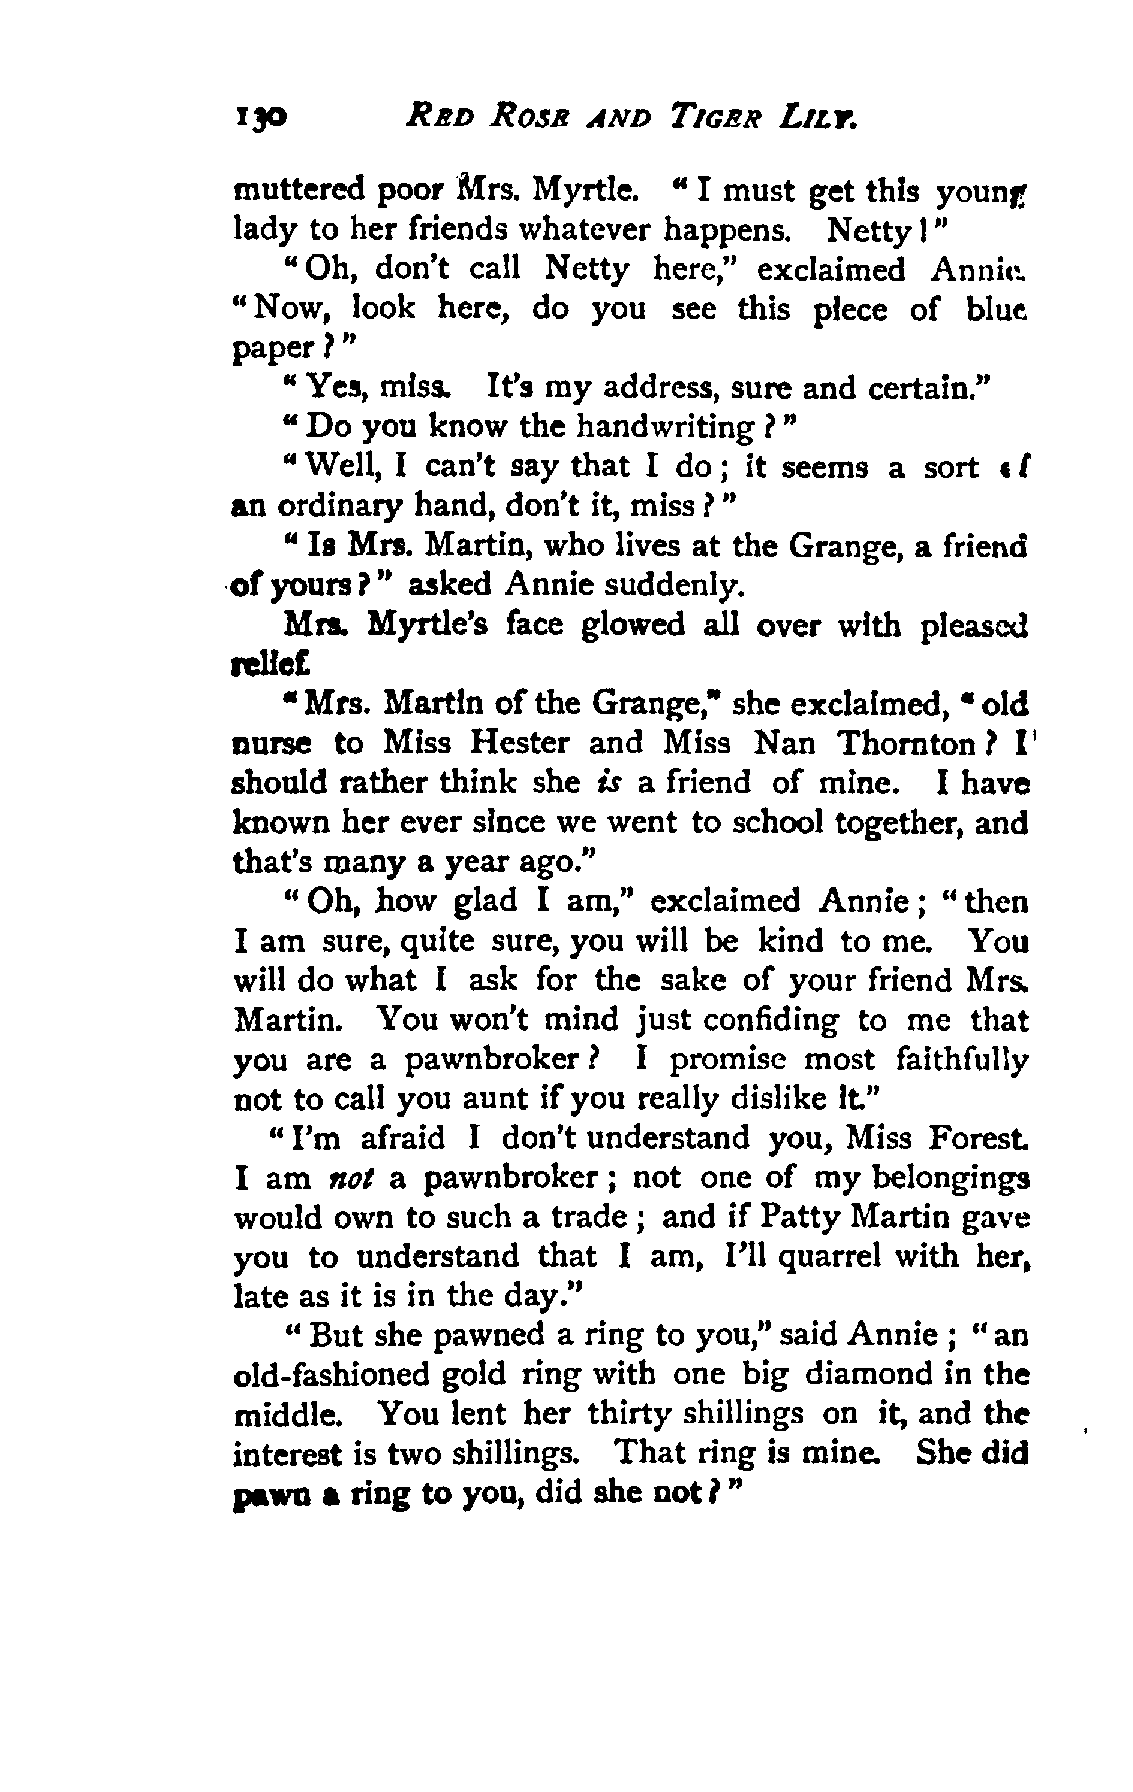 130 RED ROSE AND TIGER LILY.
muttered poor Mrs. Myrtle. "I must get this young
lady to her friends whatever happens. Netty!"
"Oh, don't call Netty here," exclaimed Annie.
"Now, look here, do you see this piece of blue
paper?"
"Yes, miss. It's my address, sure and certain."
"Do you know the handwriting?"
"Well, I can't say that I do; it seems a sort of
an ordinary hand, don't it, miss?"
"Is Mrs. Martin, who lives at the Grange, a friend
of yours?" asked Annie suddenly.
Mrs. Myrtle's face glowed all over with pleased
relief.
"Mrs. Martin of the Grange," she exclaimed, "old
nurse to Miss Hester and Miss Nan Thornton? I
should rather think she is a friend of mine. I have
known her ever since we went to school together, and
that's many a year ago."
"Oh, how glad I am," exclaimed Annie; "then
I am sure, quite sure, you will be kind to me. You
will do what I ask for the sake of your friend Mrs.
Martin. You won't mind just confiding to me that
you are a pawnbroker? I promise most faithfully
not to call you aunt if you really dislike it."
"I'm afraid I don't understand you, Miss Forest.
I am not a pawnbroker; not one of my belongings
would own to such a trade; and if Patty Martin gave
you to understand that I am, I'll quarrel with her,
late as it is in the day."
"But she pawned a ring to you," said Annie; "an
old-fashioned gold ring with one big diamond in the
middle. You lent her thirty shillings on it, and the
interest is two shillings. That ring is mine. She did
pawn a ring to you, did she not?"